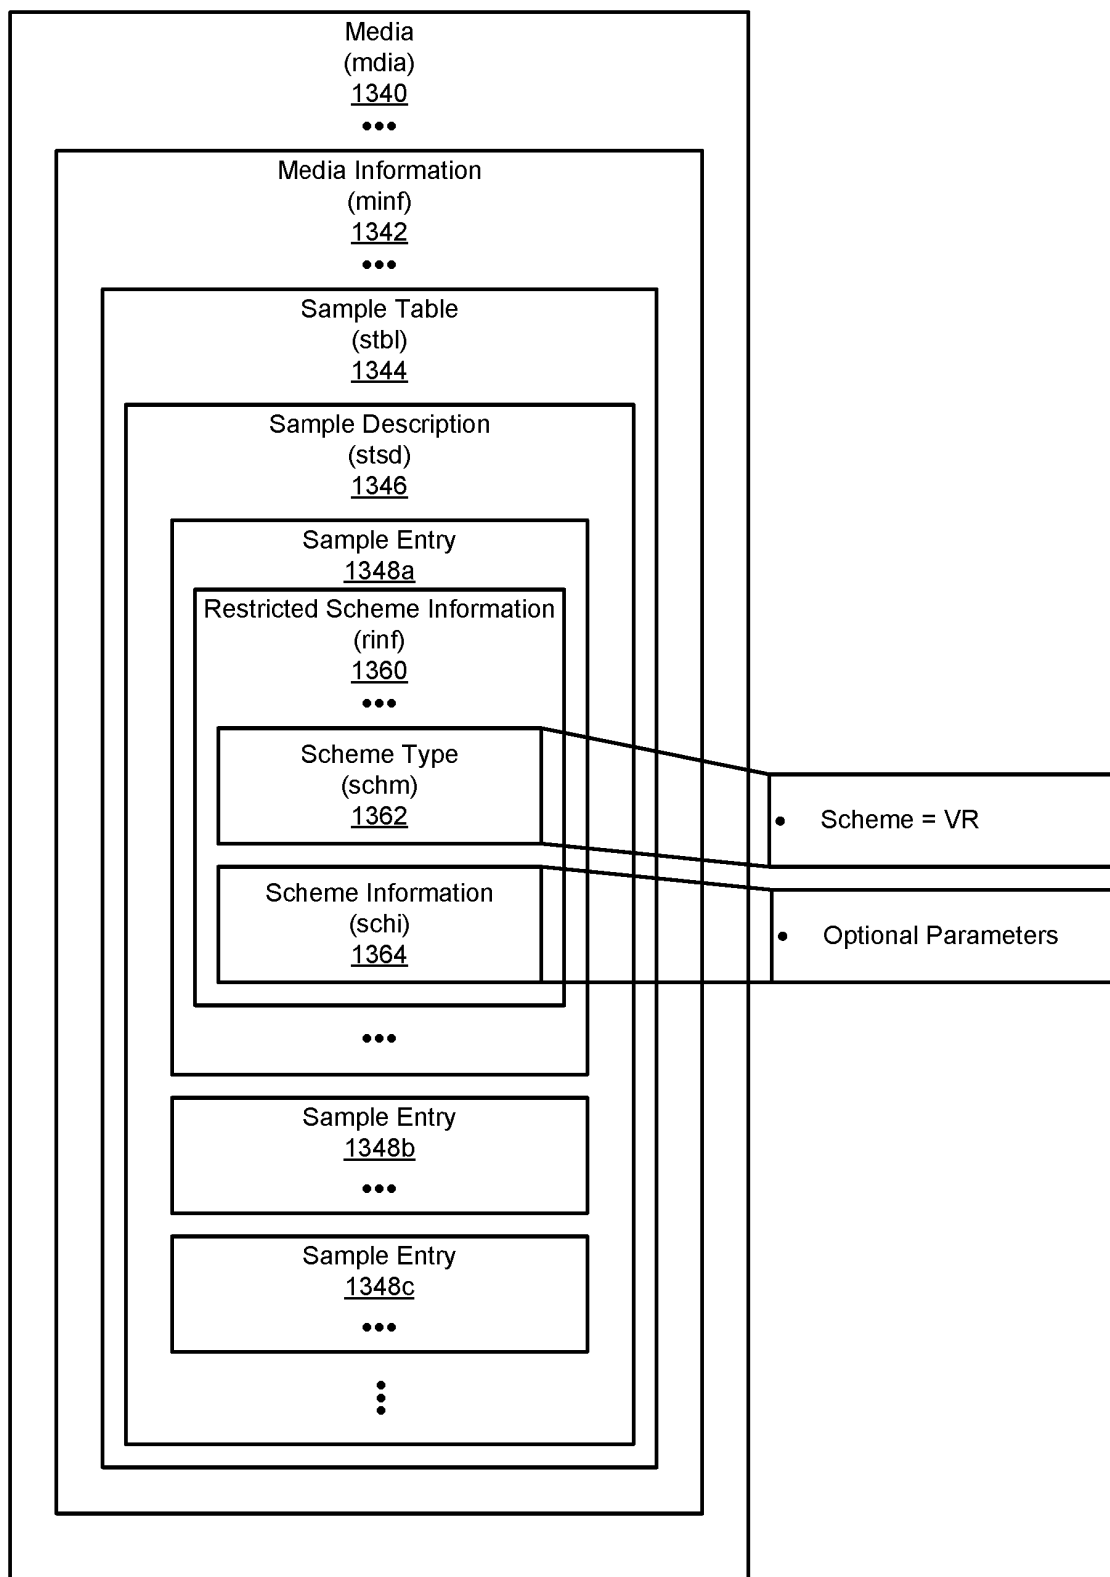 Media
(mdia)
1340
•••
Media Information
(minf)
1342
•••
Sample Table
(stbl)
1344
Sample Description
(stsd)
1346
Sample Entry
1348a
Restricted Scheme Information
(rinf)
1360
•••
Scheme Type
(schm)
1362
• Scheme = VR
Scheme Information
(schi)
1364
• Optional Parameters
•••
Sample Entry
1348b
•••
Sample Entry
1348c
•••